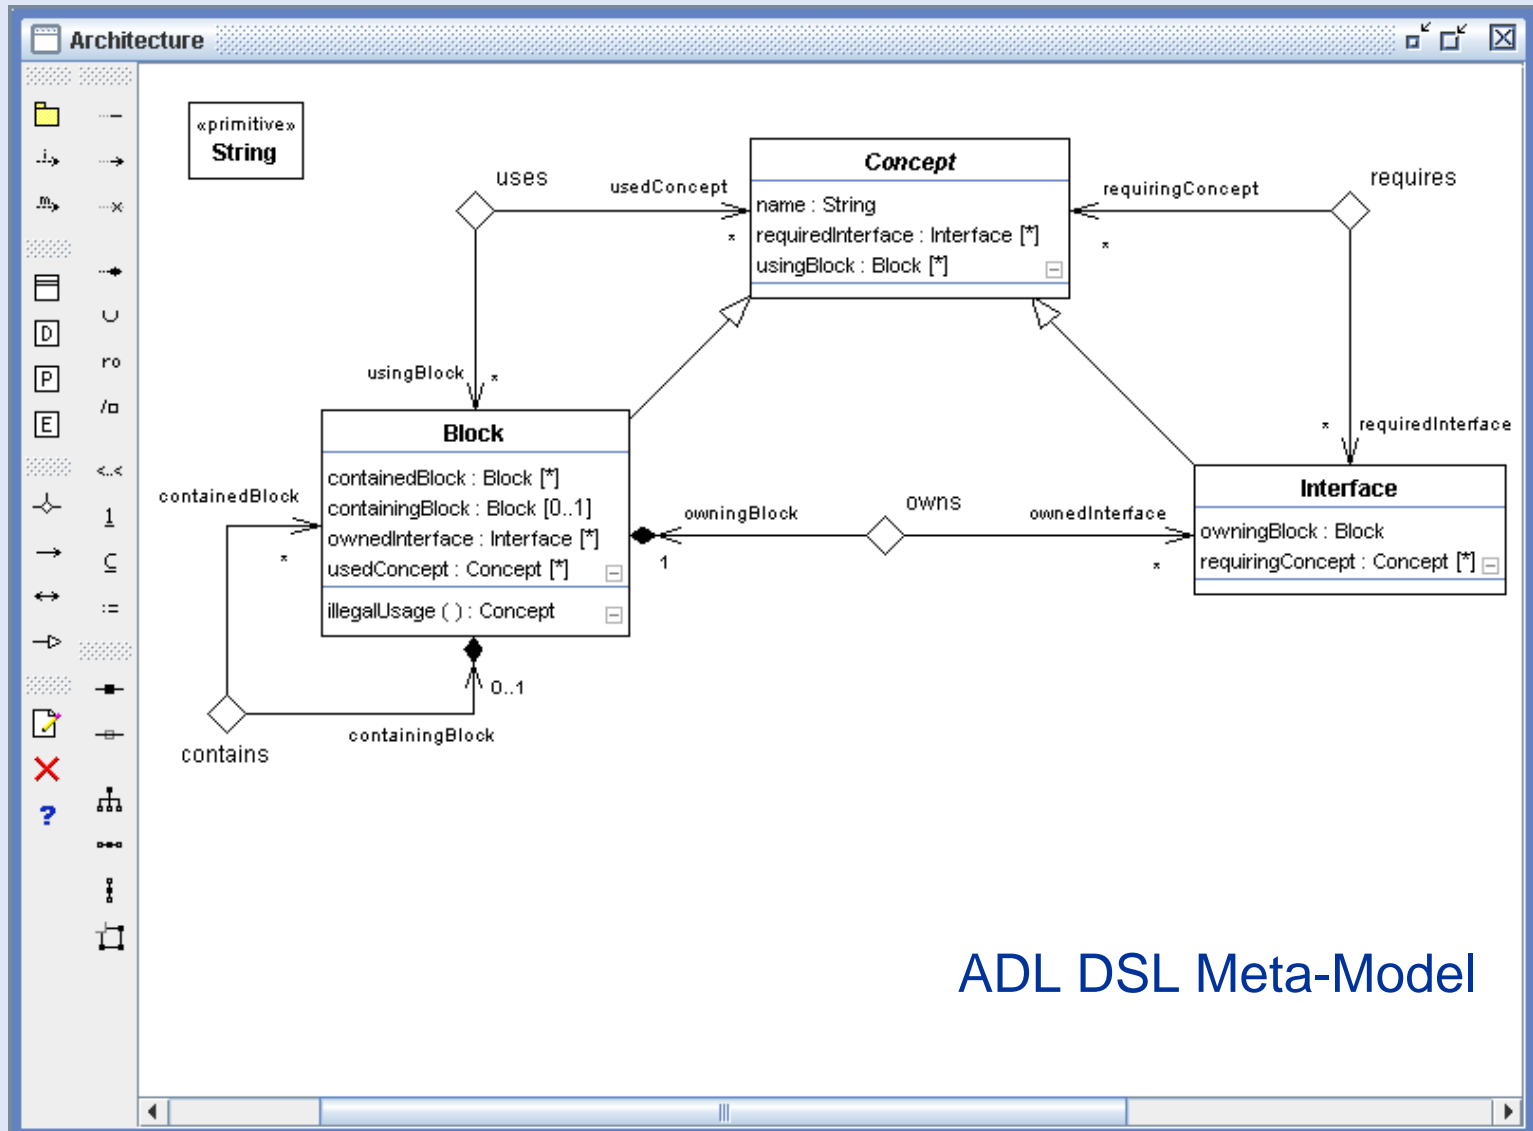 Architecture
«primitive»
String
uses
usedConcept
*
Concept
name : String
requiredInterface : Interface [*]
usingBlock : Block [*]
requiringConcept
*
requires
usingBlock
*
Block
containedBlock : Block [*]
containingBlock : Block [0..1]
ownedInterface : Interface [*]
usedConcept : Concept [*]
illegalUsage ( ) : Concept
containedBlock
*
owningBlock
1
owns
ownedInterface
*
*
requiredInterface
Interface
owningBlock : Block
requiringConcept : Concept [*]
0..1
containingBlock
contains
i
m
D
P
E
ro
/
<..<
1
⊆
:=
?
ADL DSL Meta-Model